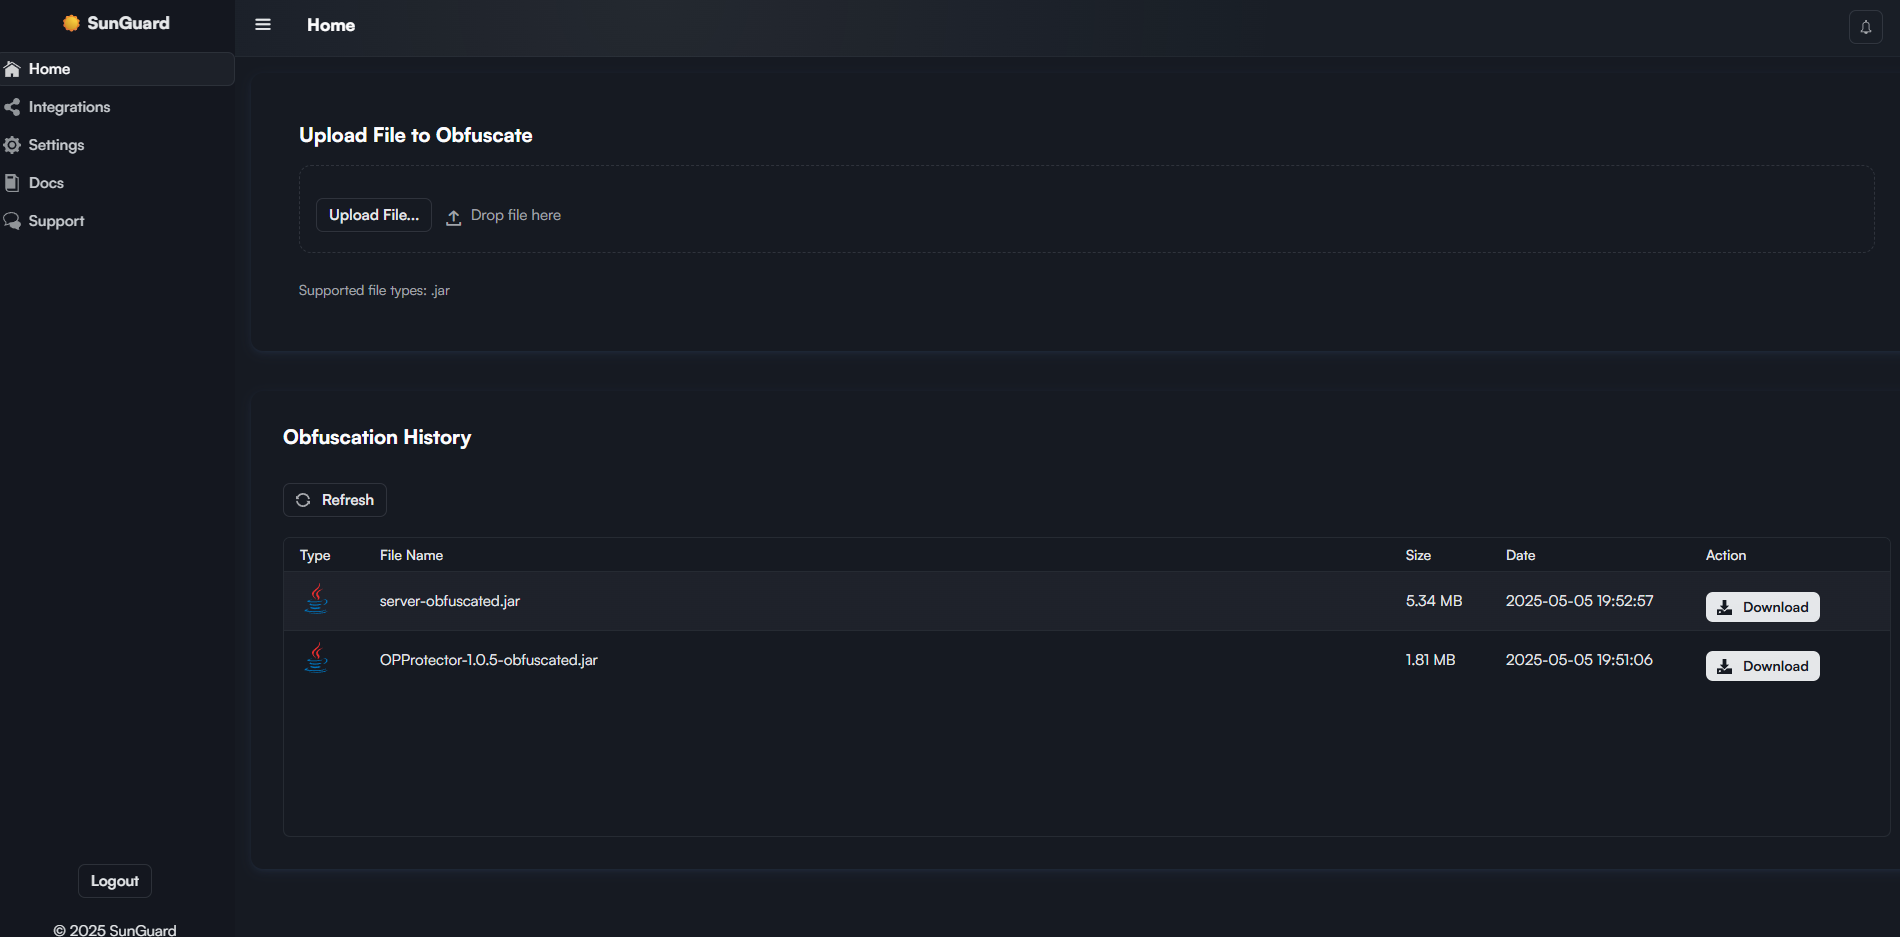 SunGuard
Home
Home
Integrations
Settings
Docs
Support
Upload File to Obfuscate
Upload File...
Drop file here
Supported file types: .jar
Obfuscation History
Refresh
Type File Name Size Date Action
server-obfuscated.jar 5.34 MB 2025-05-05 19:52:57 Download
OPProtector-1.0.5-obfuscated.jar 1.81 MB 2025-05-05 19:51:06 Download
Logout
© 2025 SunGuard